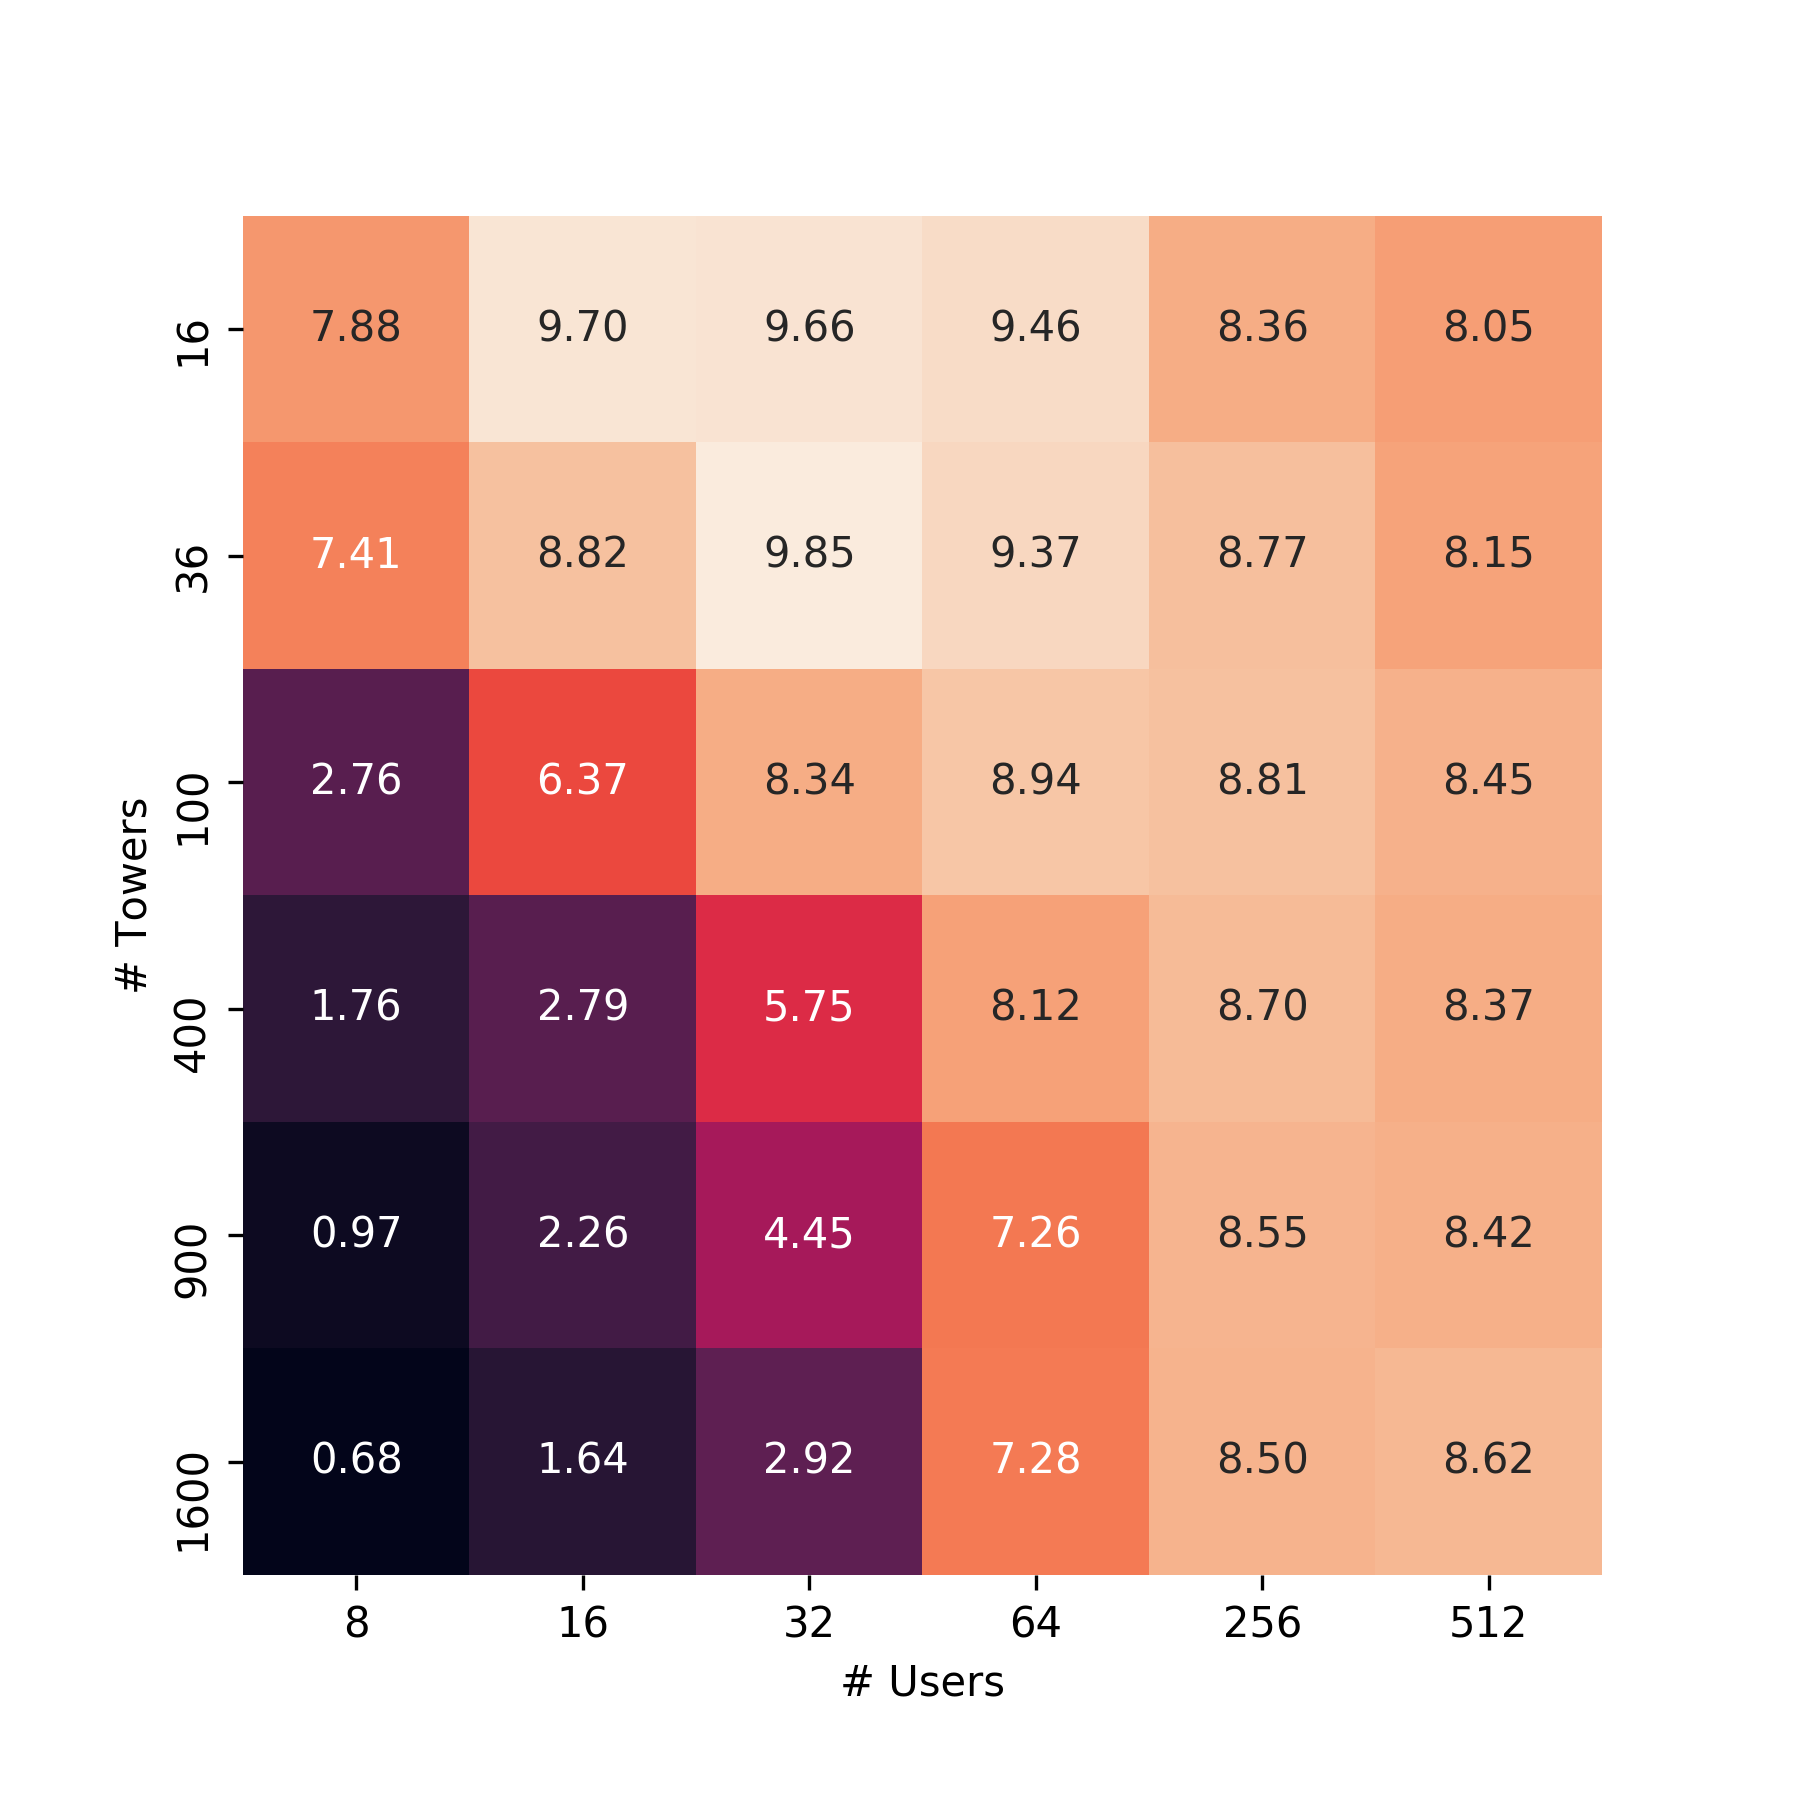 16 7.88 9.70 9.66 9.46 8.36 8.05
36 7.41 8.82 9.85 9.37 8.77 8.15
100 2.76 6.37 8.34 8.94 8.81 8.45
400 1.76 2.79 5.75 8.12 8.70 8.37
900 0.97 2.26 4.45 7.26 8.55 8.42
1600 0.68 1.64 2.92 7.28 8.50 8.62
# Towers
8 16 32 64 256 512
# Users